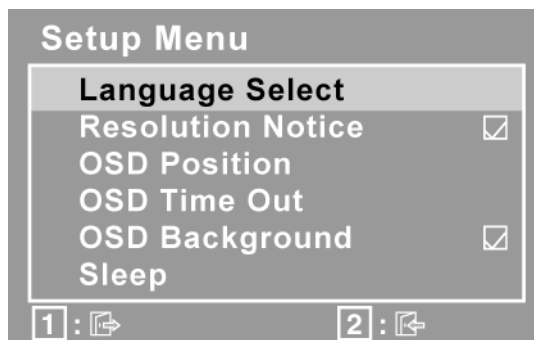 Setup Menu
Language Select
Resolution Notice
OSD Position
OSD Time Out
OSD Background
Sleep
1 : 2 :